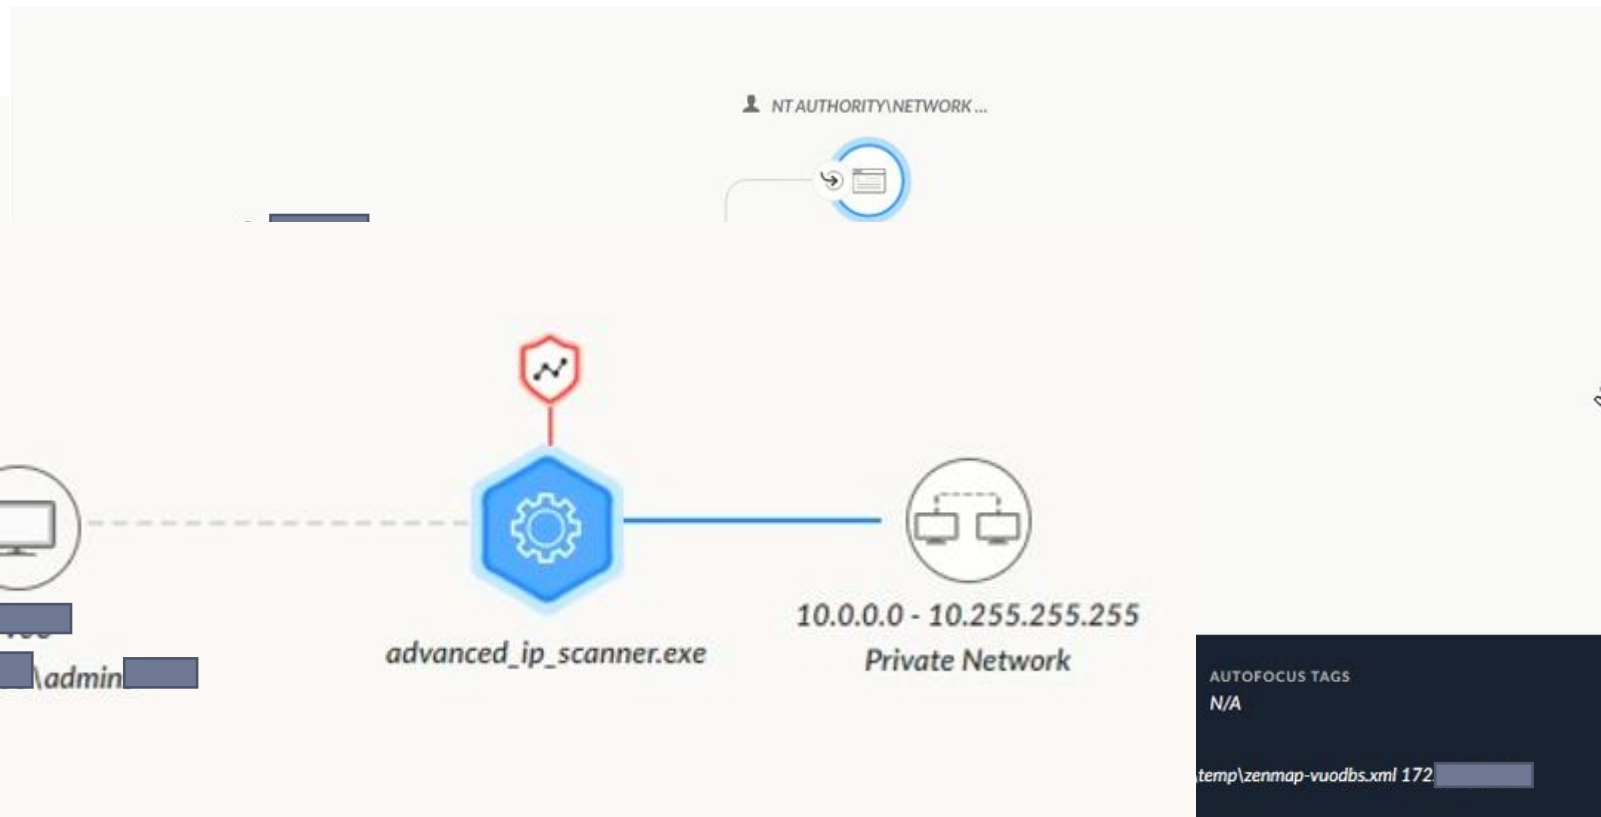 NT AUTHORITY\NETWORK ...
10.0.0.0 - 10.255.255.255
Private Network
advanced_ip_scanner.exe
\admin
AUTOFOCUS TAGS
N/A
\temp\zenmap-vuodbs.xml 172.